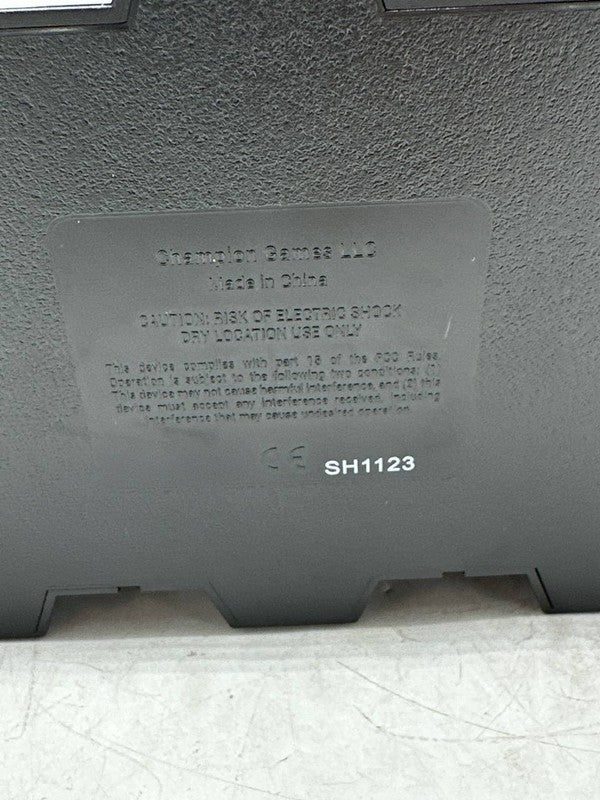 Champion Games LLC
Made in China
CAUTION: RISK OF ELECTRIC SHOCK
DRY LOCATION USE ONLY
This device complies with part 15 of the FCC Rules.
Operation is subject to the following two conditions: (1)
This device may not cause harmful interference, and (2) this
device must accept any interference received, including
interference that may cause undesired operation.
CE SH1123